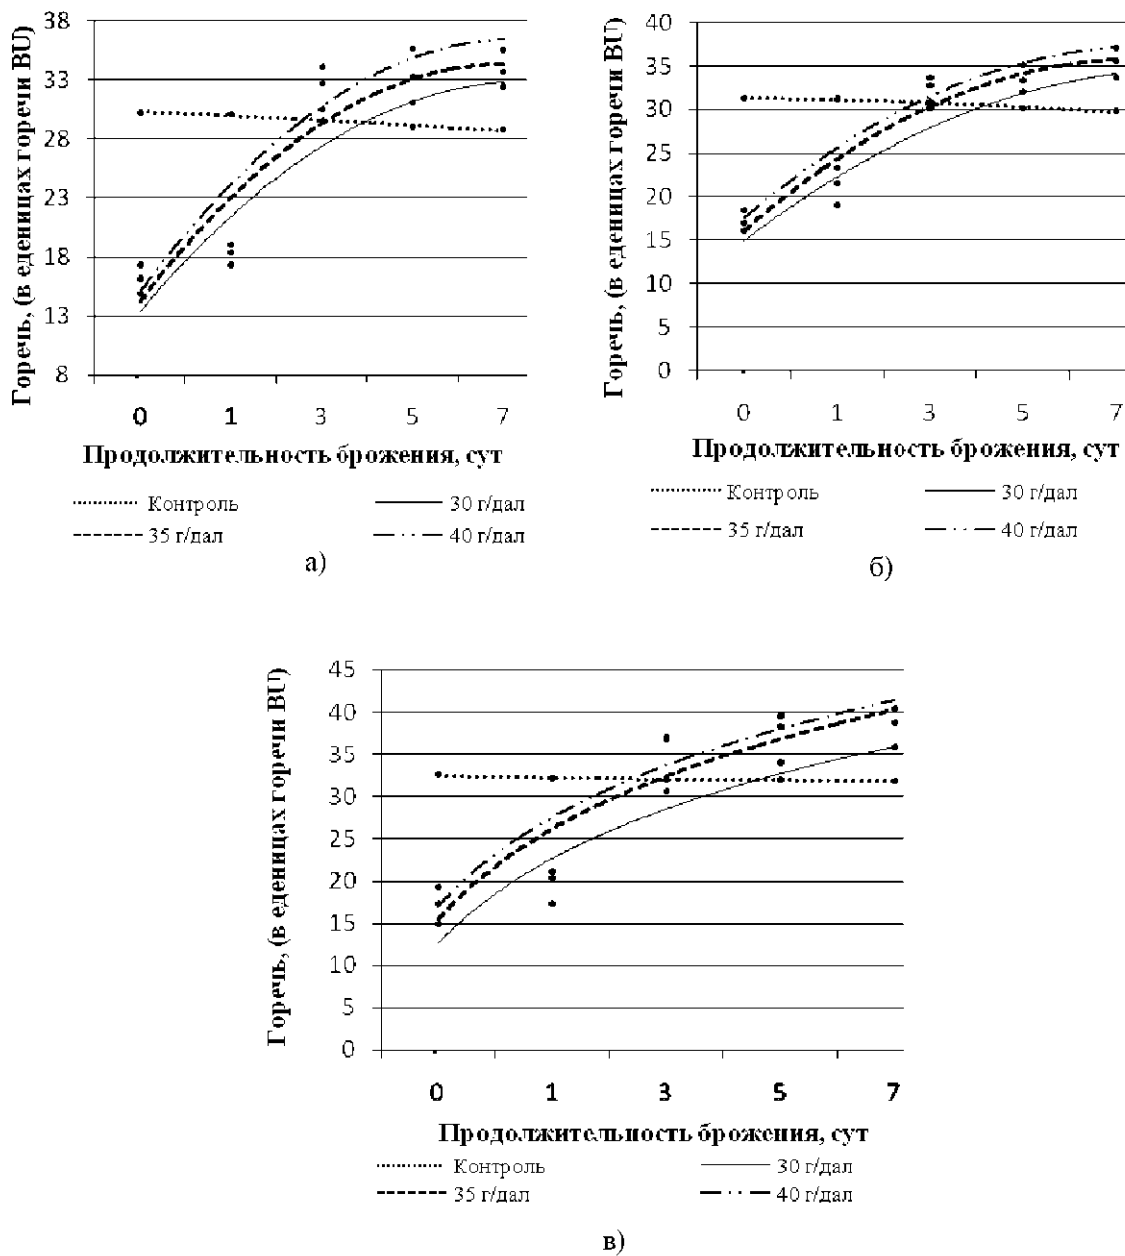 Горечь, (в еденицах горечи BU)
38
33
28
23
18
13
8
0 1 3 5 7
Продолжительность брожения, сут
Контроль 30 г/дал
35 г/дал 40 г/дал
а)
Горечь, (в еденицах горечи BU)
40
35
30
25
20
15
10
5
0
0 1 3 5 7
Продолжительность брожения, сут
Контроль 30 г/дал
35 г/дал 40 г/дал
б)
Горечь, (в еденицах горечи BU)
45
40
35
30
25
20
15
10
5
0
0 1 3 5 7
Продолжительность брожения, сут
Контроль 30 г/дал
35 г/дал 40 г/дал
в)